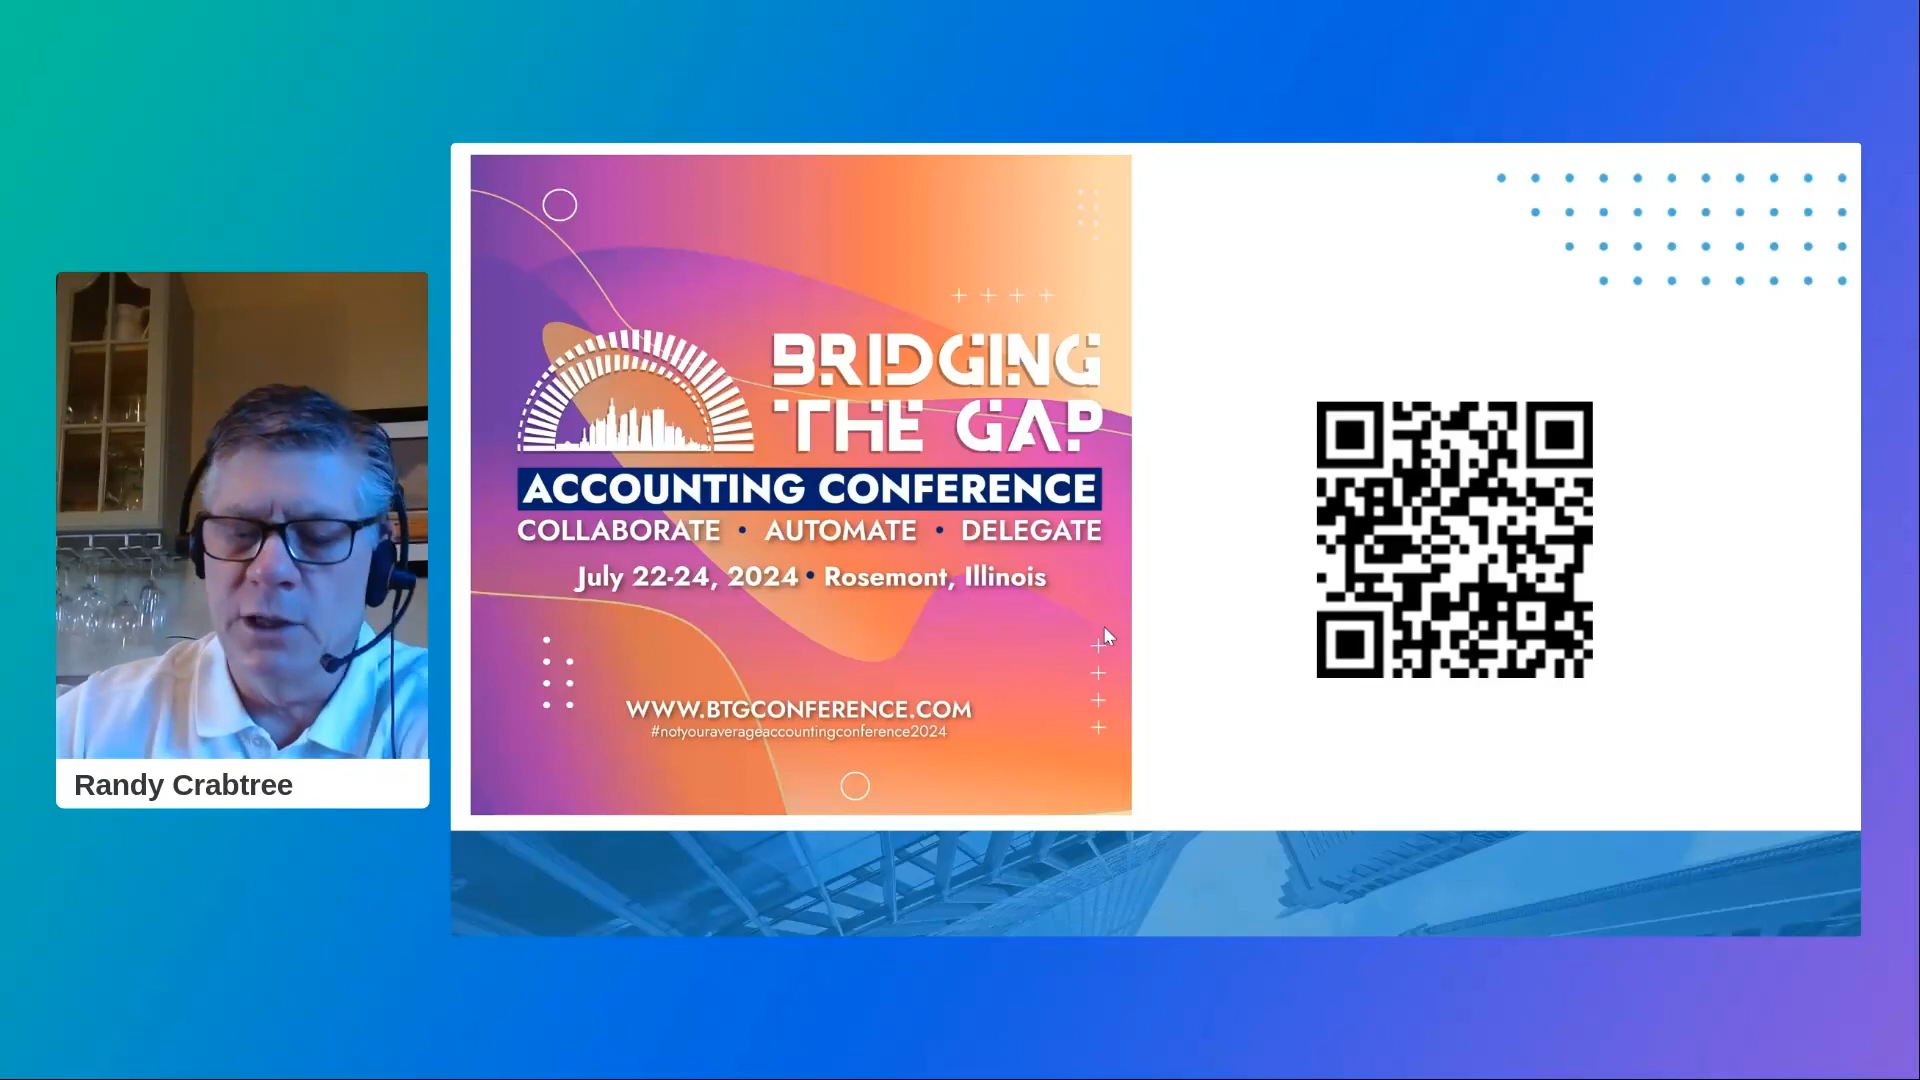 BRIDGING
THE GAP
ACCOUNTING CONFERENCE
COLLABORATE • AUTOMATE • DELEGATE
July 22-24, 2024 • Rosemont, Illinois
WWW.BTGCONFERENCE.COM
#notyouraverageaccountingconference2024
Randy Crabtree